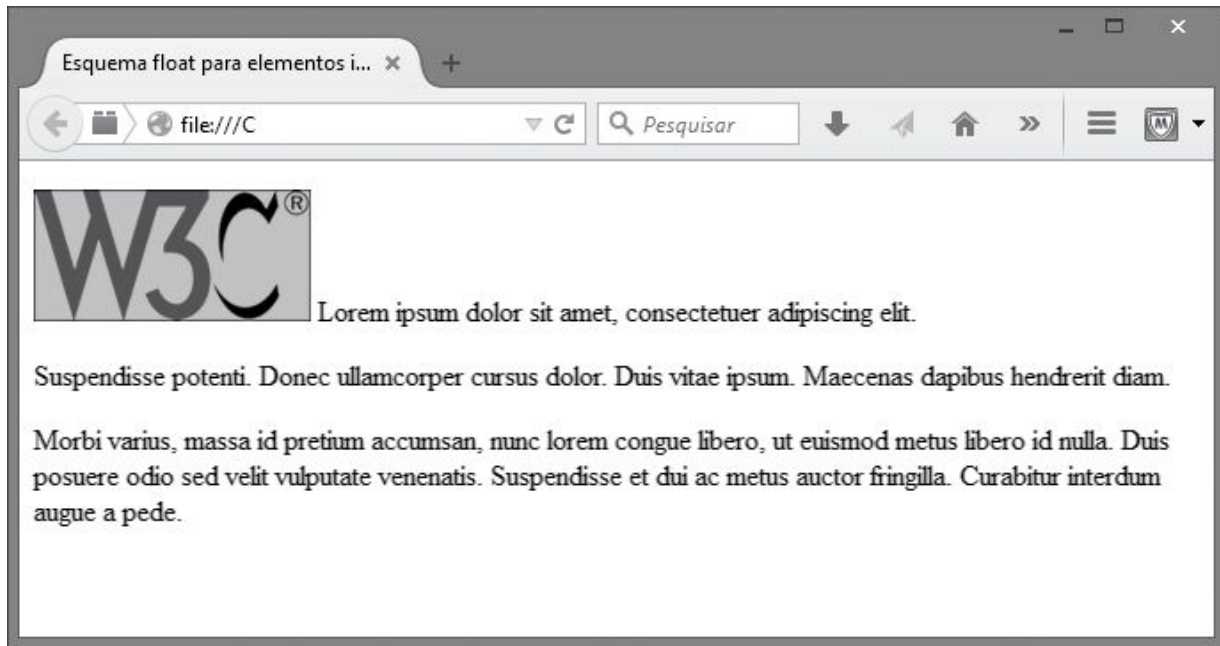 Esquema float para elementos i...
file:///C
Pesquisar
W3C®
Lorem ipsum dolor sit amet, consectetuer adipiscing elit.
Suspendisse potenti. Donec ullamcorper cursus dolor. Duis vitae ipsum. Maecenas dapibus hendrerit diam.
Morbi varius, massa id pretium accumsan, nunc lorem congue libero, ut euismod metus libero id nulla. Duis
posuere odio sed velit vulputate venenatis. Suspendisse et dui ac metus auctor fringilla. Curabitur interdum
augue a pede.